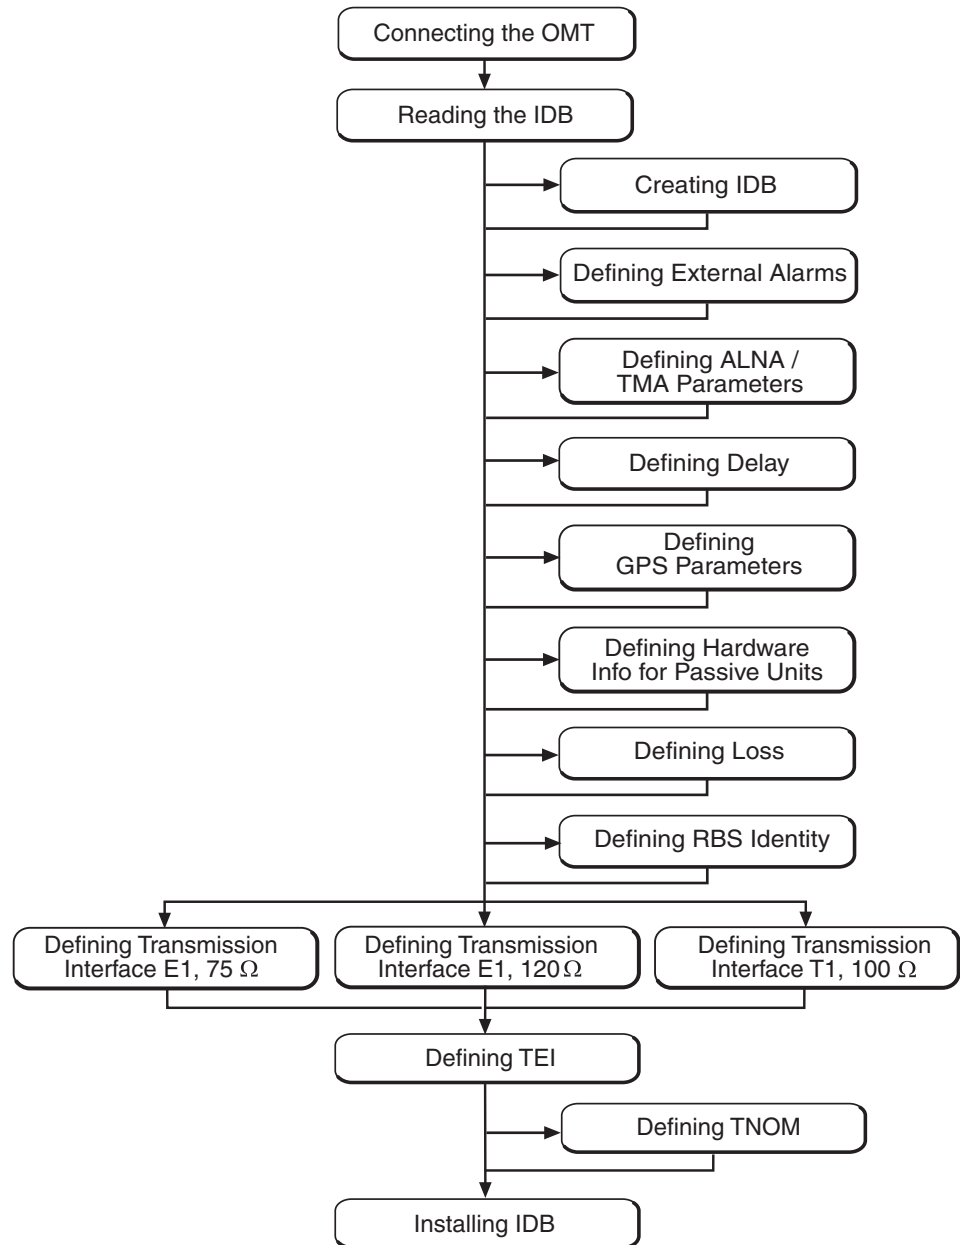 Connecting the OMT
Reading the IDB
Creating IDB
Defining External Alarms
Defining ALNA /
TMA Parameters
Defining Delay
Defining
GPS Parameters
Defining Hardware
Info for Passive Units
Defining Loss
Defining RBS Identity
Defining Transmission
Interface E1, 75 Ω
Defining Transmission
Interface E1, 120Ω
Defining Transmission
Interface T1, 100 Ω
Defining TEI
Defining TNOM
Installing IDB